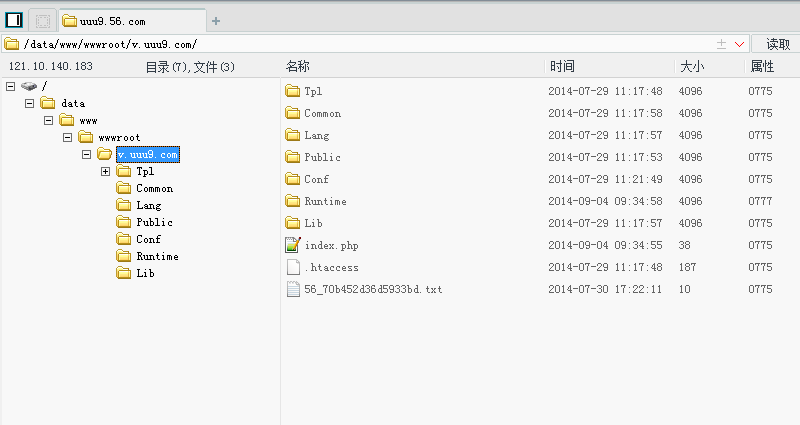 uuu9.56.com
/data/www/wwwroot/v.uuu9.com/ 读取
121.10.140.183 目录(7),文件(3) 名称 时间 大小 属性
/
data
www
wwwroot
v.uuu9.com
Tpl
Common
Lang
Public
Conf
Runtime
Lib
Tpl 2014-07-29 11:17:48 4096 0775
Common 2014-07-29 11:17:58 4096 0775
Lang 2014-07-29 11:17:57 4096 0775
Public 2014-07-29 11:17:53 4096 0775
Conf 2014-07-29 11:21:49 4096 0775
Runtime 2014-09-04 09:34:58 4096 0777
Lib 2014-07-29 11:17:57 4096 0775
index.php 2014-09-04 09:34:55 38 0775
.htaccess 2014-07-29 11:17:48 187 0775
56_70b452d36d5933bd.txt 2014-07-30 17:22:11 10 0775